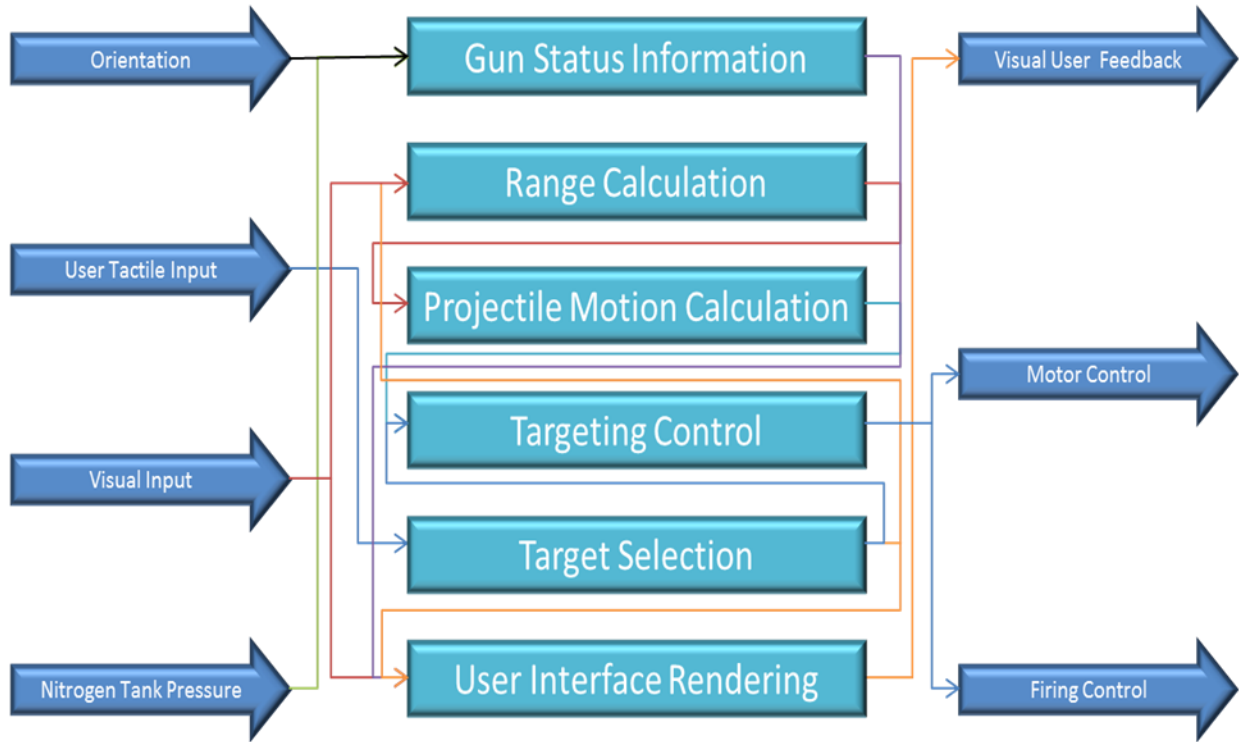 Orientation
User Tactile Input
Visual Input
Nitrogen Tank Pressure
Gun Status Information
Range Calculation
Projectile Motion Calculation
Targeting Control
Target Selection
User Interface Rendering
Visual User Feedback
Motor Control
Firing Control